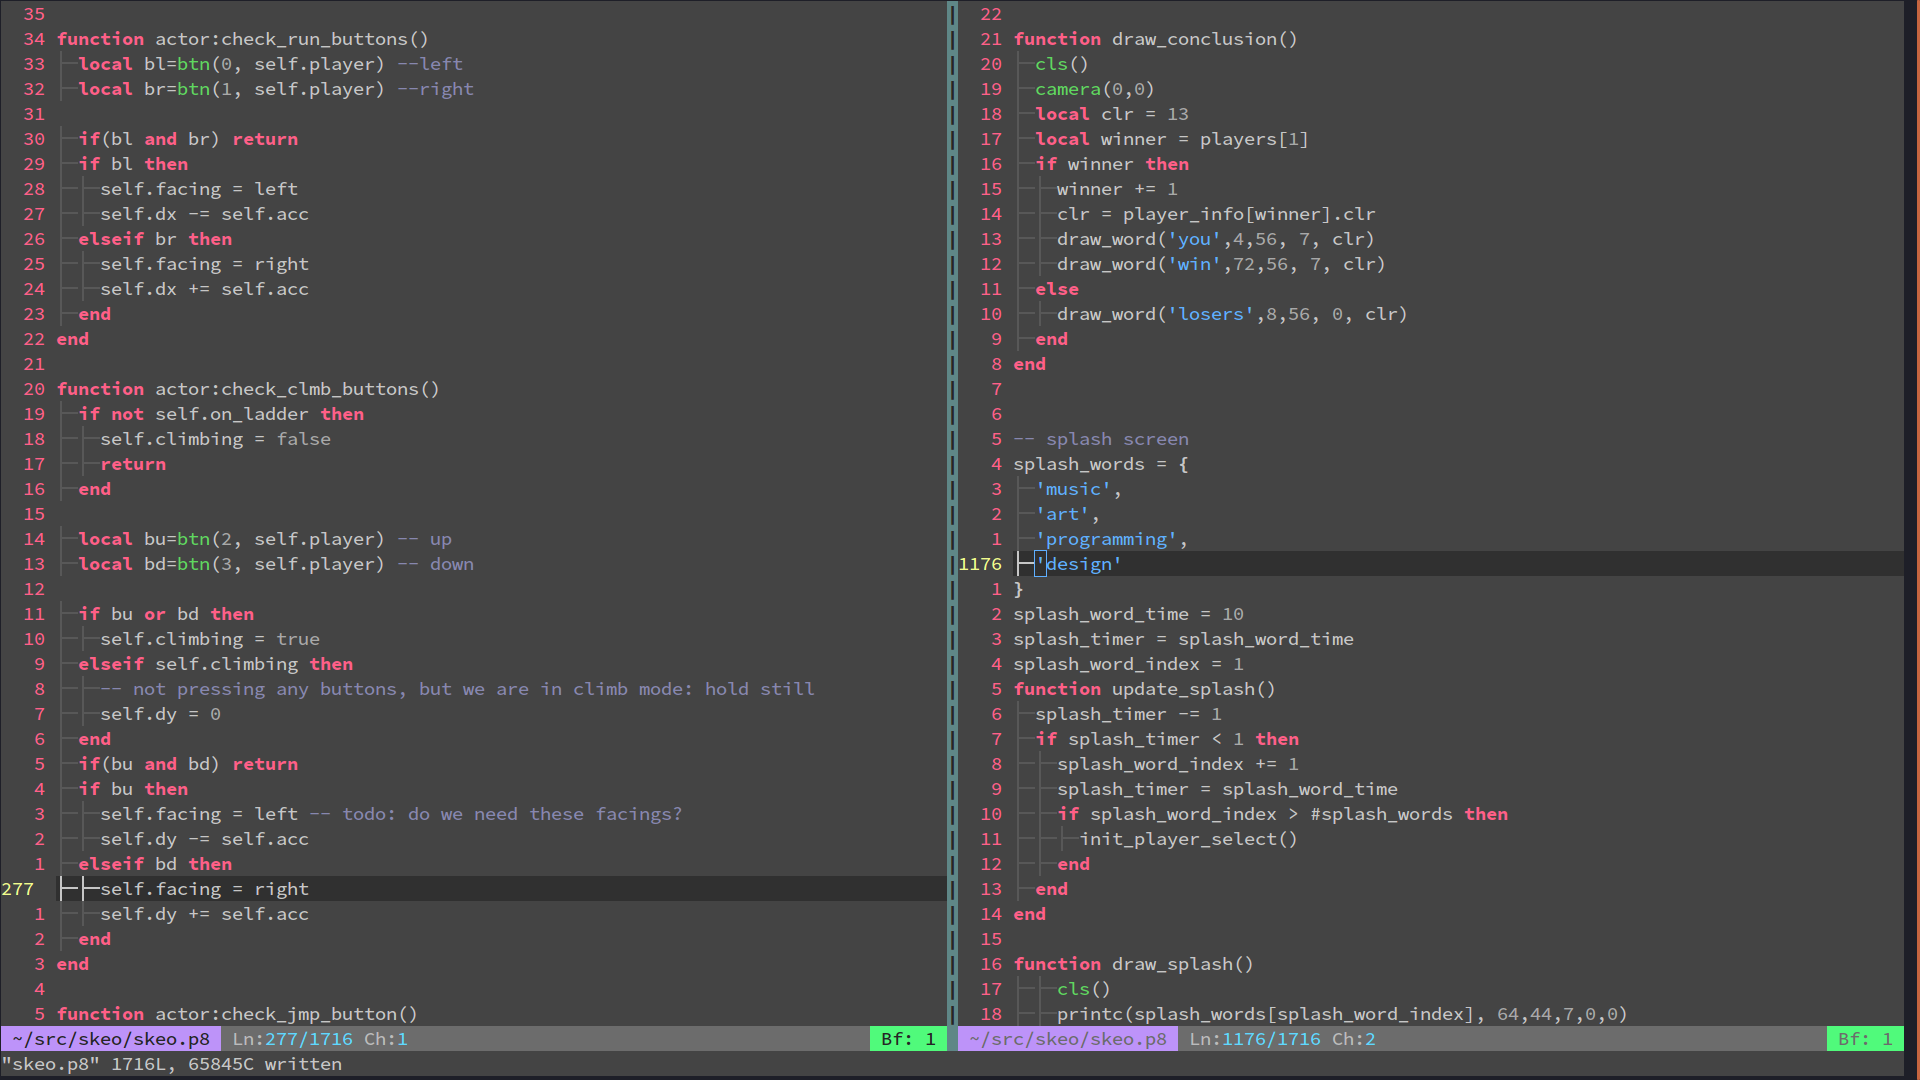 35
34 function actor:check_run_buttons()
33   local bl=btn(0, self.player) --left
32   local br=btn(1, self.player) --right
31
30   if(bl and br) return
29   if bl then
28     self.facing = left
27     self.dx -= self.acc
26   elseif br then
25     self.facing = right
24     self.dx += self.acc
23   end
22 end
21
20 function actor:check_clmb_buttons()
19   if not self.on_ladder then
18     self.climbing = false
17     return
16   end
15
14   local bu=btn(2, self.player) -- up
13   local bd=btn(3, self.player) -- down
12
11   if bu or bd then
10     self.climbing = true
9   elseif self.climbing then
8     -- not pressing any buttons, but we are in climb mode: hold still
7     self.dy = 0
6   end
5   if(bu and bd) return
4   if bu then
3     self.facing = left -- todo: do we need these facings?
2     self.dy -= self.acc
1   elseif bd then
277     self.facing = right
1     self.dy += self.acc
2   end
3 end
4
5 function actor:check_jmp_button()
~/src/skeo/skeo.p8 Ln:277/1716 Ch:1 Bf: 1
22
21 function draw_conclusion()
20   cls()
19   camera(0,0)
18   local clr = 13
17   local winner = players[1]
16   if winner then
15     winner += 1
14     clr = player_info[winner].clr
13     draw_word('you',4,56, 7, clr)
12     draw_word('win',72,56, 7, clr)
11   else
10     draw_word('losers',8,56, 0, clr)
9   end
8 end
7
6
5 -- splash screen
4 splash_words = {
3   'music',
2   'art',
1   'programming',
1176   'design'
1 }
2 splash_word_time = 10
3 splash_timer = splash_word_time
4 splash_word_index = 1
5 function update_splash()
6   splash_timer -= 1
7   if splash_timer < 1 then
8     splash_word_index += 1
9     splash_timer = splash_word_time
10     if splash_word_index > #splash_words then
11       init_player_select()
12     end
13   end
14 end
15
16 function draw_splash()
17     cls()
18     printc(splash_words[splash_word_index], 64,44,7,0,0)
~/src/skeo/skeo.p8 Ln:1176/1716 Ch:2 Bf: 1
"skeo.p8" 1716L, 65845C written